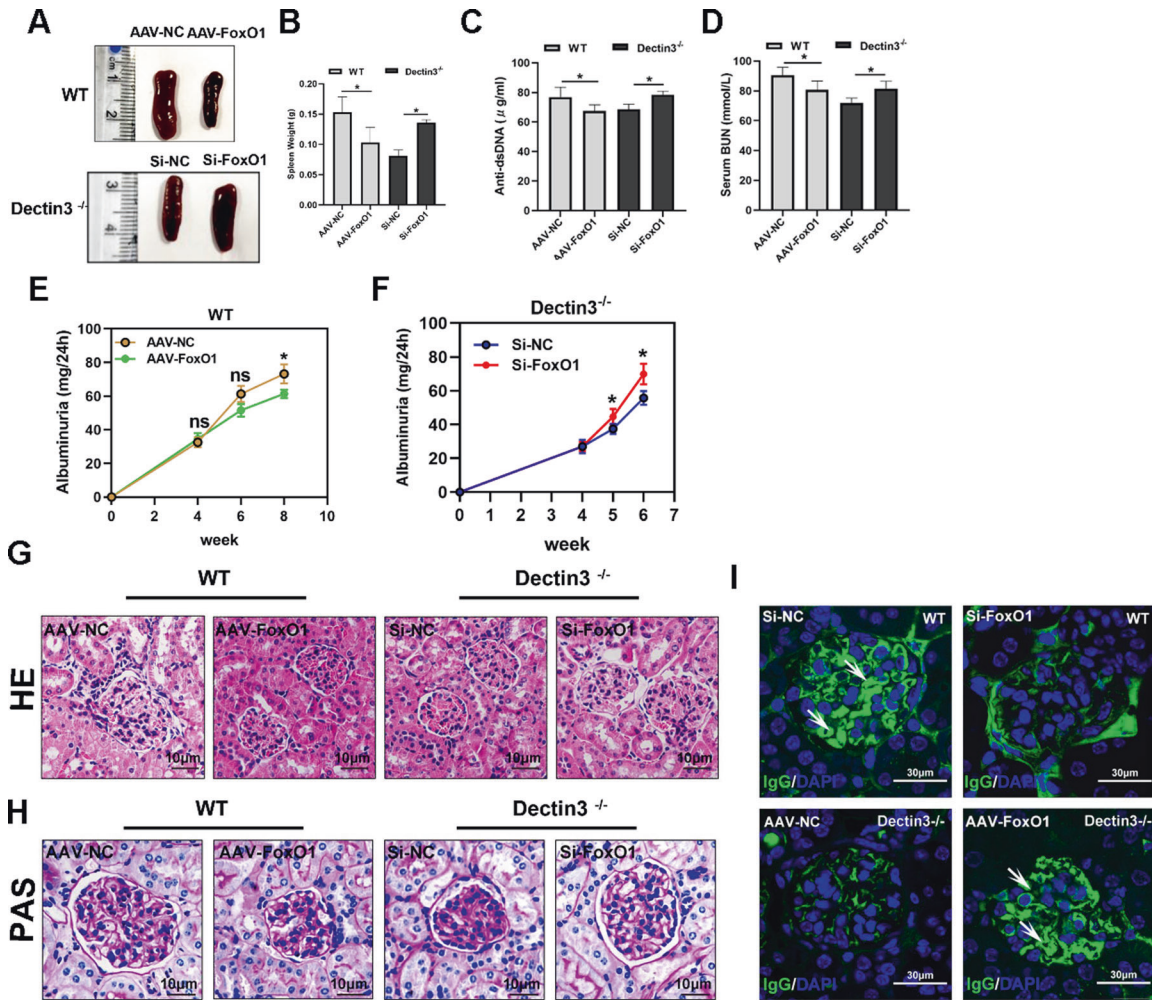 A
AAV-NC AAV-FoxO1
WT
cm
1
2
Si-NC
Si-FoxO1
Dectin3 -/-
3
4
B
WT
Dectin3-/-
Spleen Weight (g)
0.20
0.15
0.10
0.05
0.00
*
*
AAV-NC
AAV-FoxO1
Si-NC
Si-FoxO1
C
WT
Dectin3-/-
Anti-dsDNA (μ g/ml)
100
80
60
40
20
0
*
*
AAV-NC
AAV-FoxO1
Si-NC
Si-FoxO1
D
WT
Dectin3-/-
Serum BUN (mmol/L)
100
80
60
40
20
0
*
*
AAV-NC
AAV-FoxO1
Si-NC
Si-FoxO1
E
WT
Albuminuria (mg/24h)
100
80
60
40
20
0
AAV-NC
AAV-FoxO1
ns
ns
*
0 2 4 6 8 10
week
F
Dectin3-/-
Albuminuria (mg/24h)
100
80
60
40
20
0
Si-NC
Si-FoxO1
*
*
0 1 2 3 4 5 6 7
week
G
WT
Dectin3 -/-
HE
AAV-NC
10μm
AAV-FoxO1
10μm
Si-NC
10μm
Si-FoxO1
10μm
H
WT
Dectin3 -/-
PAS
AAV-NC
10μm
AAV-FoxO1
10μm
Si-NC
10μm
Si-FoxO1
10μm
I
Si-NC WT
IgG/DAPI 30μm
Si-FoxO1 WT
IgG/DAPI 30μm
AAV-NC Dectin3-/-
IgG/DAPI 30μm
AAV-FoxO1 Dectin3-/-
IgG/DAPI 30μm